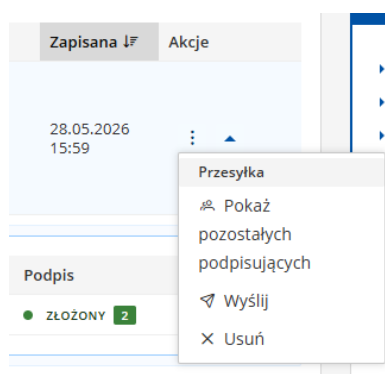 Zapisana
Akcje
28.05.2026
15:59
Przesyłka
Pokaż
pozostałych
podpisujących
Wyślij
Usuń
Podpis
ZŁOŻONY 2